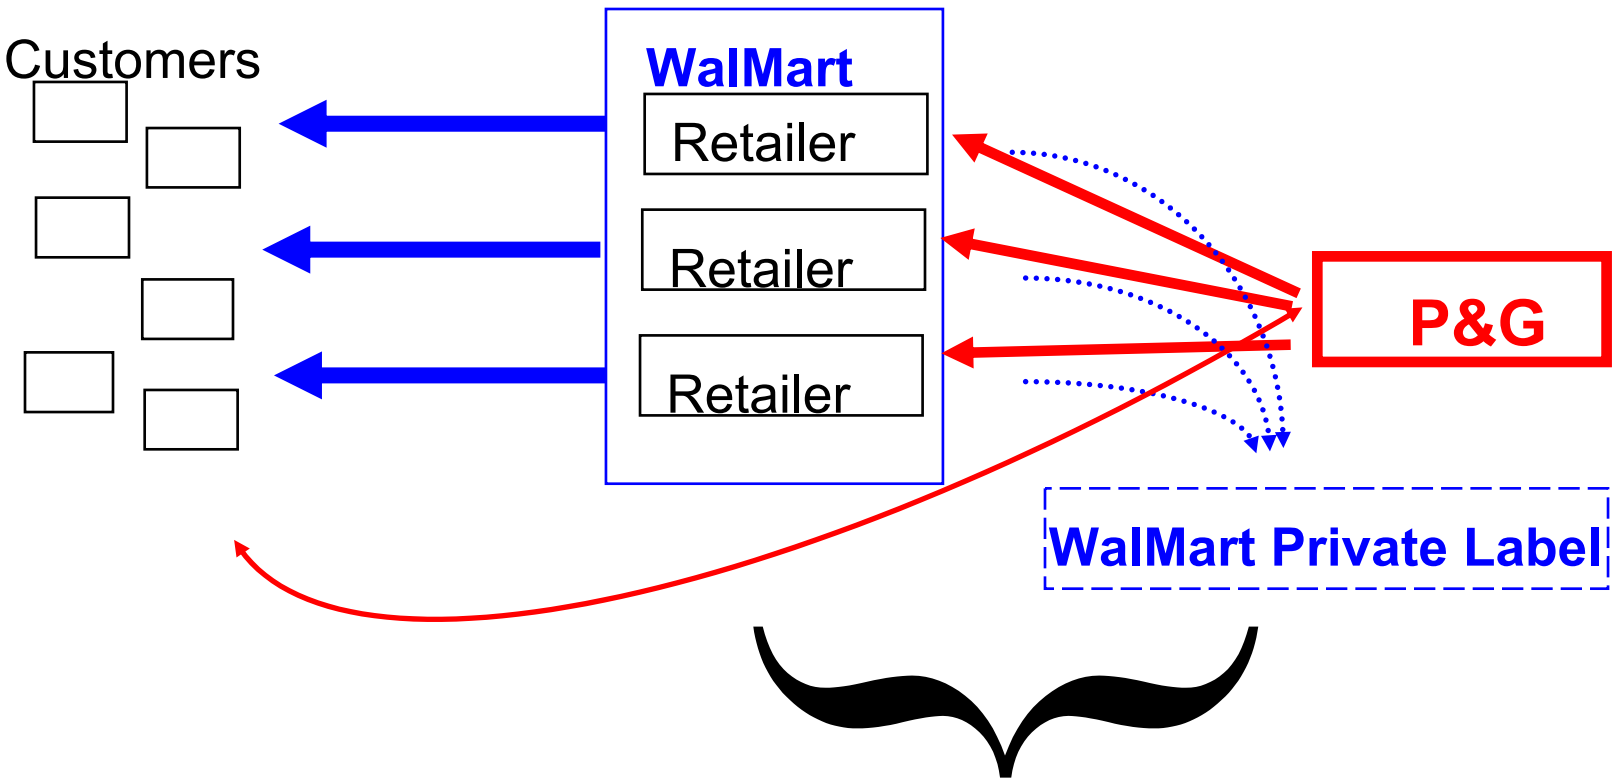 Customers
WalMart
Retailer
Retailer
Retailer
P&G
WalMart Private Label